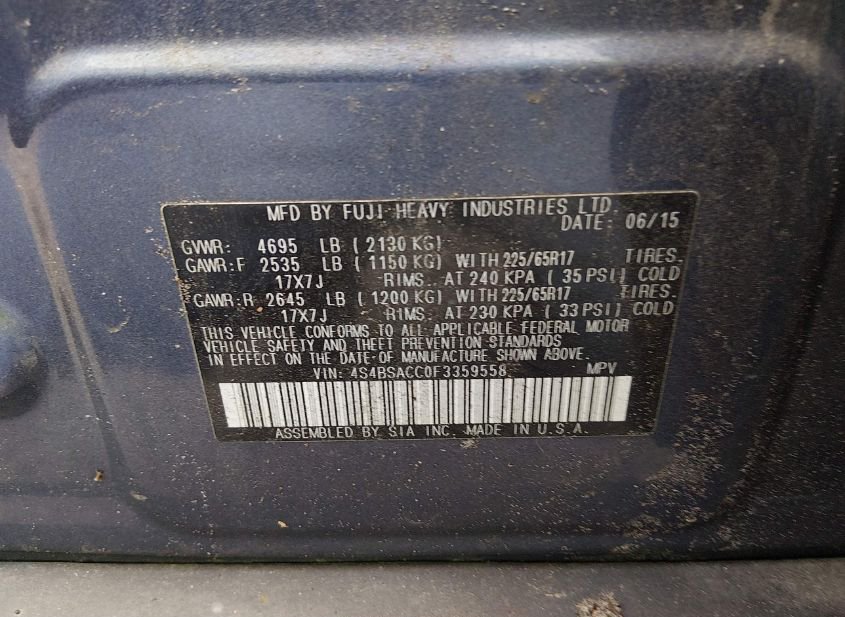 MFD BY FUJI HEAVY INDUSTRIES LTD
DATE: 06/15
GVWR: 4695 LB ( 2130 KG)
GAWR:F 2535 LB ( 1150 KG) WITH 225/65R17 TIRES.
17X7J RIMS. AT 240 KPA ( 35 PSI) COLD
GAWR:R 2645 LB ( 1200 KG) WITH 225/65R17 TIRES.
17X7J RIMS. AT 230 KPA ( 33 PSI) COLD
THIS VEHICLE CONFORMS TO ALL APPLICABLE FEDERAL MOTOR
VEHICLE SAFETY AND THEFT PREVENTION STANDARDS
IN EFFECT ON THE DATE OF MANUFACTURE SHOWN ABOVE.
VIN: 4S4BSACC0F3359558 MPV
ASSEMBLED BY SIA INC. MADE IN U.S.A.